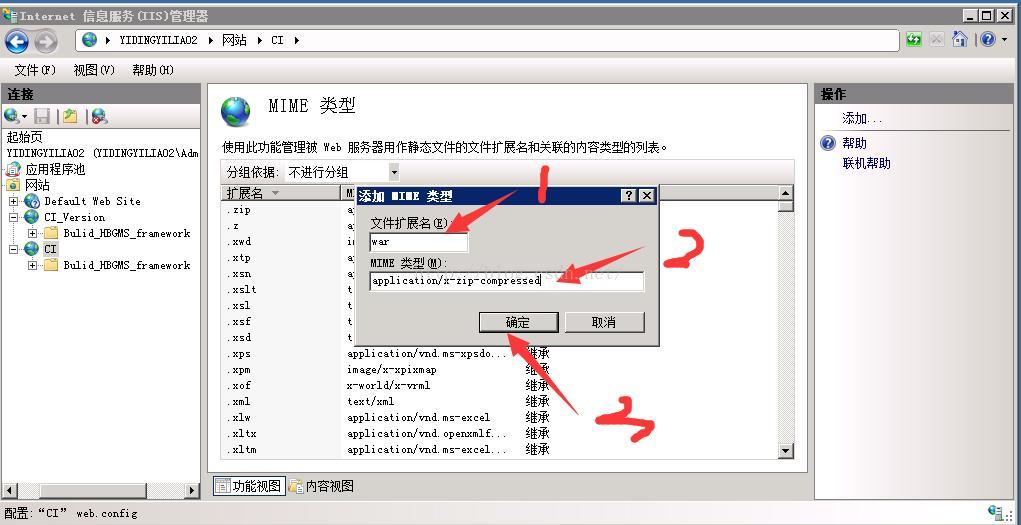 Internet 信息服务(IIS)管理器
YIDINGYILIAO2 网站 CI
文件(F) 视图(V) 帮助(H)
连接
起始页
YIDINGYILIAO2 (YIDINGYILIAO2\Adm
应用程序池
网站
Default Web Site
CI_Version
Bulid_HBGMS_framework
CI
Bulid_HBGMS_framework
MIME 类型
使用此功能管理被 Web 服务器用作静态文件的文件扩展名和关联的内容类型的列表。
分组依据: 不进行分组
扩展名
.zip
.z
.xwd
.xtp
.xsn
.xslt
.xsl
.xsf
.xsd
.xps application/vnd.ms-xpsdo... 继承
.xpm image/x-xpixmap 继承
.xof x-world/x-vrml 继承
.xml text/xml 继承
.xlw application/vnd.ms-excel 继承
.xltx application/vnd.openxmlf... 继承
.xltm application/vnd.ms-excel... 继承
添加 MIME 类型
文件扩展名(E):
war
MIME 类型(M):
application/x-zip-compressed
确定 取消
1
2
3
功能视图 内容视图
操作
添加...
帮助
联机帮助
配置:“CI” web.config